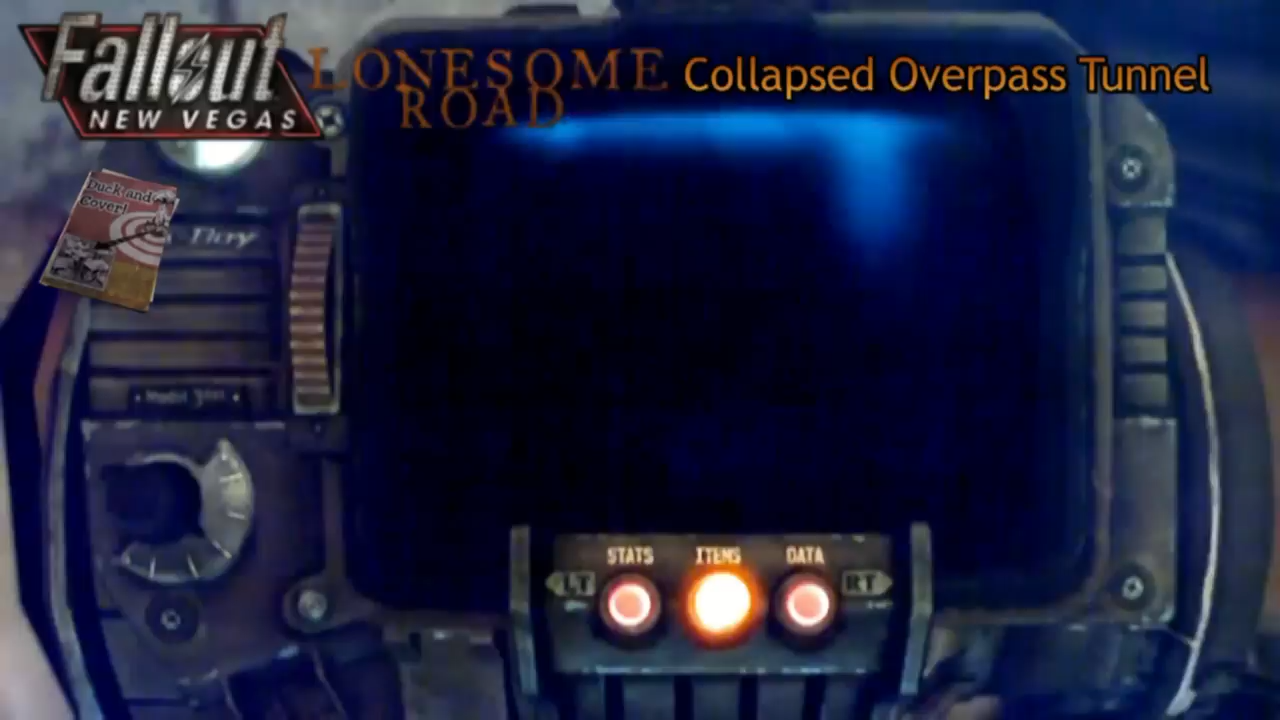 Fallout
NEW VEGAS
LONESOME
ROAD
Collapsed Overpass Tunnel
Duck and
Cover!
STATS ITEMS DATA
LT RT